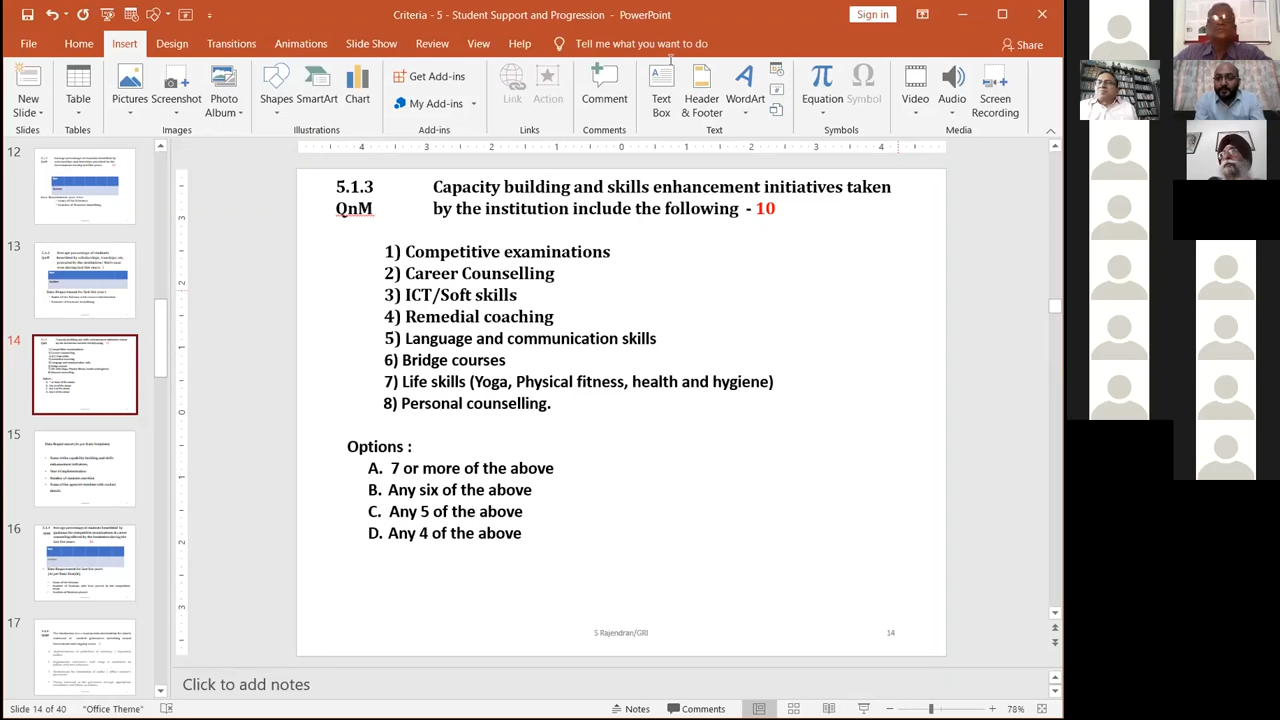 Criteria - 5 - Student Support and Progression - PowerPoint
Sign in
File Home Insert Design Transitions Animations Slide Show Review View Help Tell me what you want to do Share
New Slide
Table
Pictures
Screenshot
Photo Album
Shapes
SmartArt
Chart
Get Add-ins
My Add-ins
Link
Action
Comment
Text Box
Header & Footer
WordArt
Equation
Symbol
Video
Audio
Screen Recording
Slides Tables Images Illustrations Add-ins Links Comments Text Symbols Media
12
13
14
15
16
17
5.1.3 Capacity building and skills enhancement initiatives taken
QnM by the institution include the following - 10
1) Competitive examinations
2) Career Counselling
3) ICT/Soft skills
4) Remedial coaching
5) Language and communication skills
6) Bridge courses
7) Life skills (Yoga, Physical fitness, health and hygiene)
8) Personal counselling.
Options :
A. 7 or more of the above
B. Any six of the above
C. Any 5 of the above
D. Any 4 of the above
S Rajendran/GRI 14
Click to add notes
Slide 14 of 40 "Office Theme" Notes Comments 78%